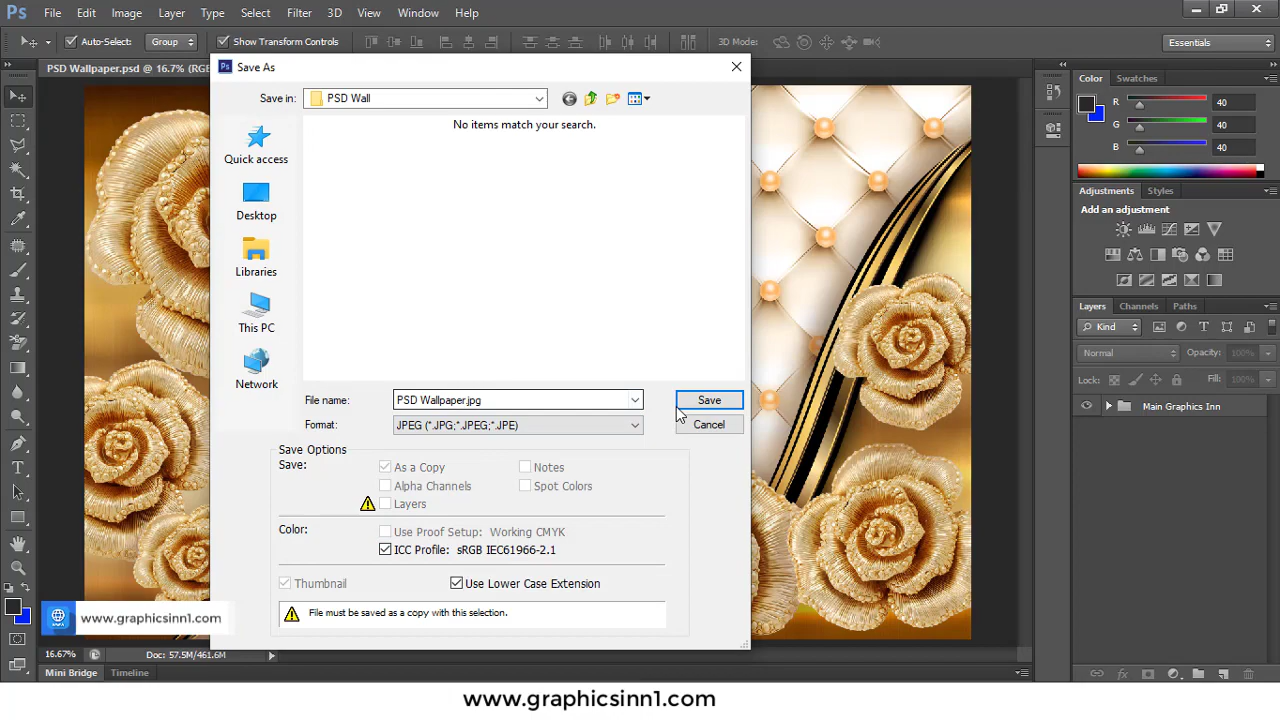 Ps File Edit Image Layer Type Select Filter 3D View Window Help
Auto-Select: Group Show Transform Controls 3D Mode: Essentials
PSD Wallpaper.psd @ 16.7% (RGB
Save As
Save in: PSD Wall
No items match your search.
Quick access
Desktop
Libraries
This PC
Network
File name: PSD Wallpaper.jpg Save
Format: JPEG (*.JPG;*.JPEG;*.JPE) Cancel
Save Options
Save: As a Copy Notes
Alpha Channels Spot Colors
Layers
Color: Use Proof Setup: Working CMYK
ICC Profile: sRGB IEC61966-2.1
Thumbnail Use Lower Case Extension
File must be saved as a copy with this selection.
Color Swatches
R 40
G 40
B 40
Adjustments Styles
Add an adjustment
Layers Channels Paths
Kind
Normal Opacity: 100%
Lock: Fill: 100%
Main Graphics Inn
www.graphicsinn1.com
16.67% Doc: 57.5M/461.6M
Mini Bridge Timeline
www.graphicsinn1.com